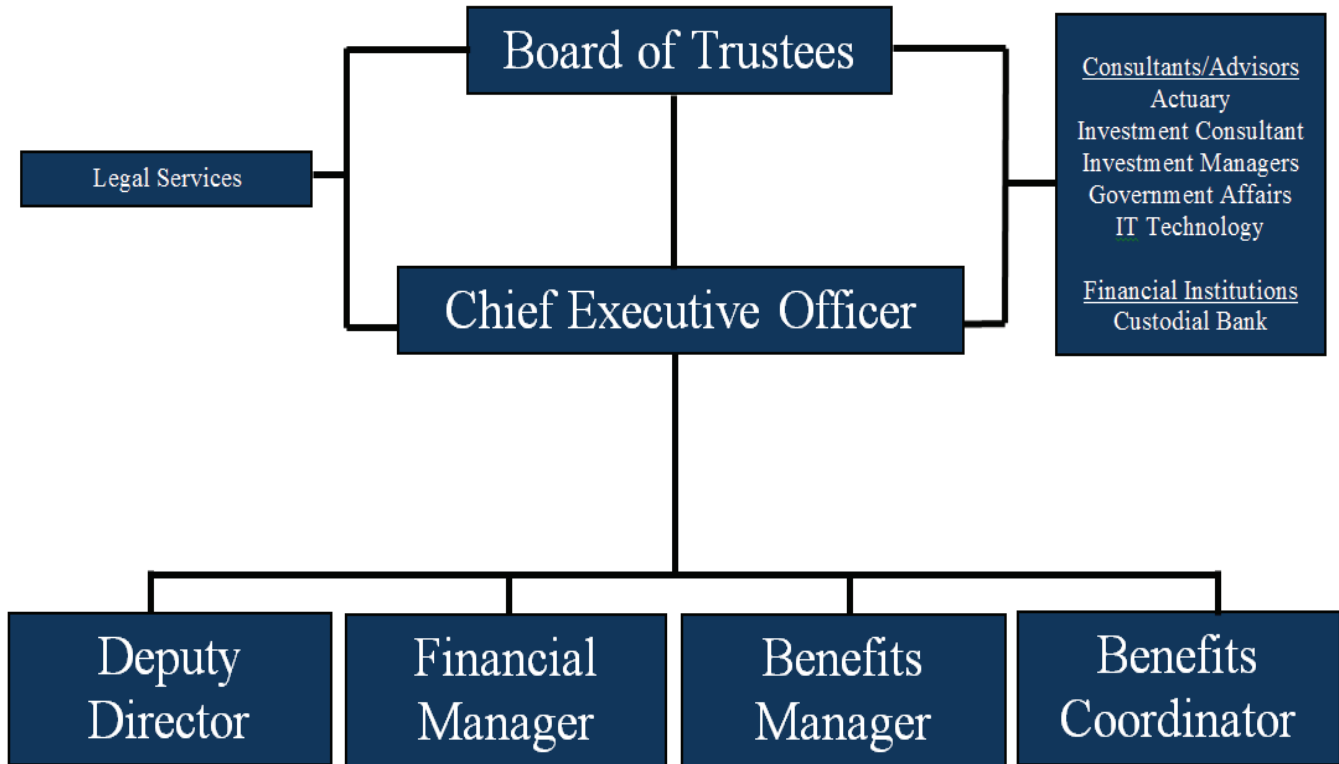 Board of Trustees
Legal Services
Consultants/Advisors
Actuary
Investment Consultant
Investment Managers
Government Affairs
IT Technology
Financial Institutions
Custodial Bank
Chief Executive Officer
Deputy
Director
Financial
Manager
Benefits
Manager
Benefits
Coordinator